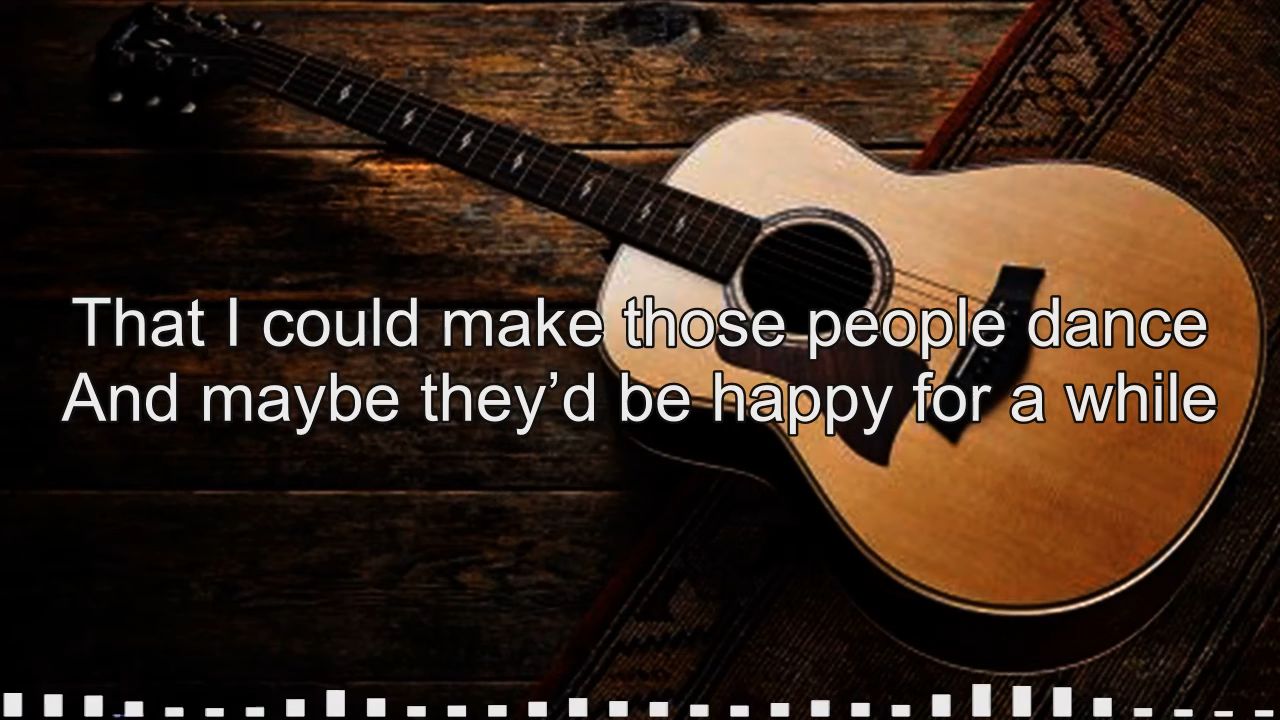 That I could make those people dance
And maybe they’d be happy for a while